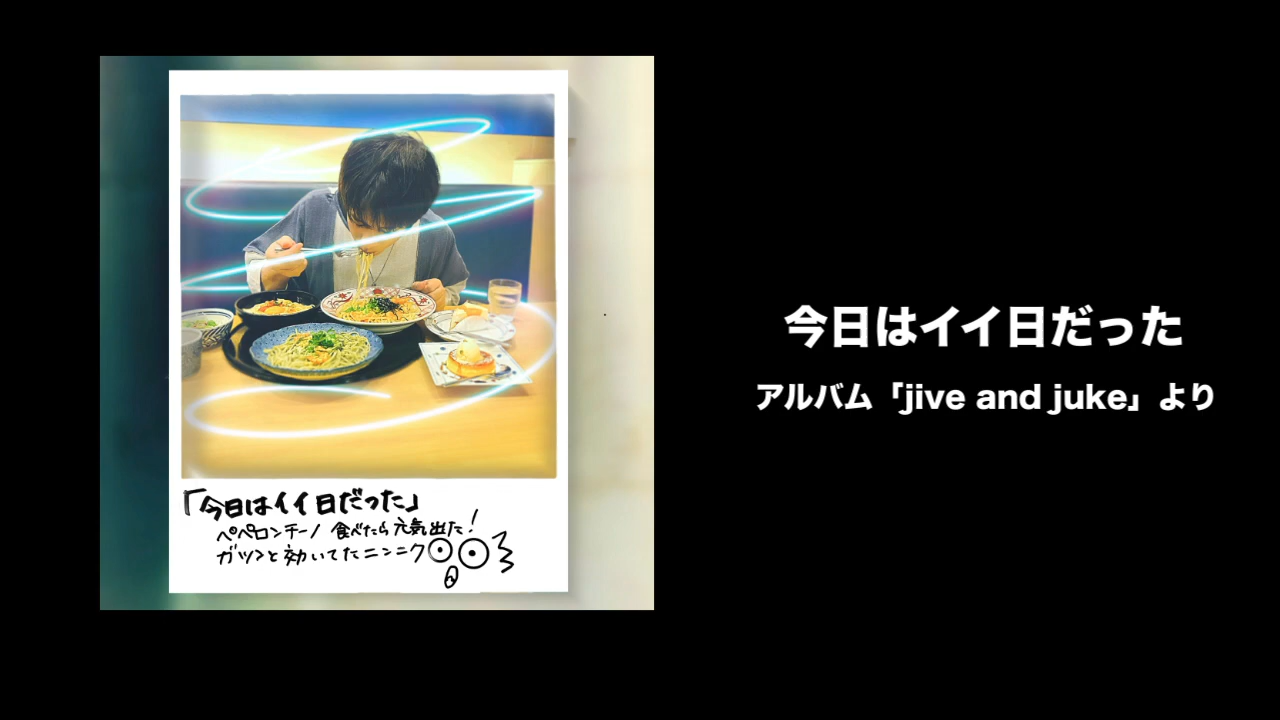 「今日はイイ日だった」
ペペロンチーノ 食べたら元気出た!
ガツンと効いてたニンニク
今日はイイ日だった
アルバム「jive and juke」より